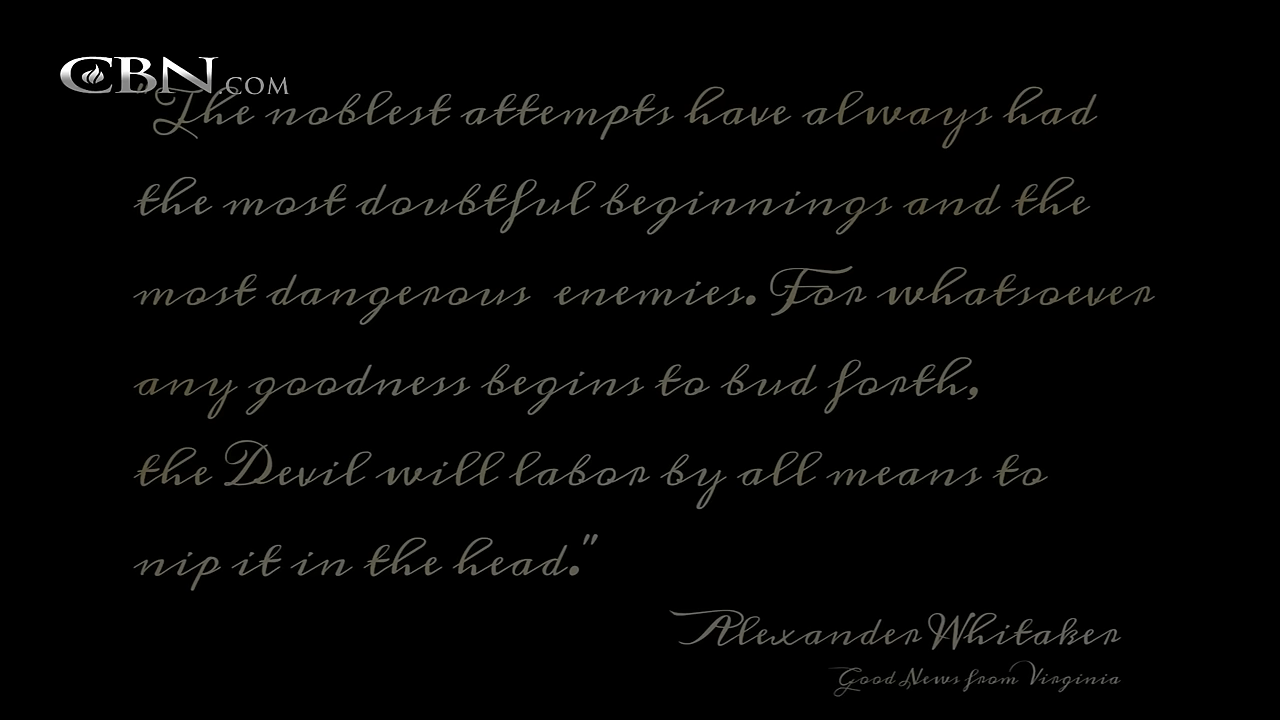 CBN.COM
"The noblest attempts have always had
the most doubtful beginnings and the
most dangerous enemies. For whatsoever
any goodness begins to bud forth,
the Devil will labor by all means to
nip it in the head."
Alexander Whitaker
Good News from Virginia